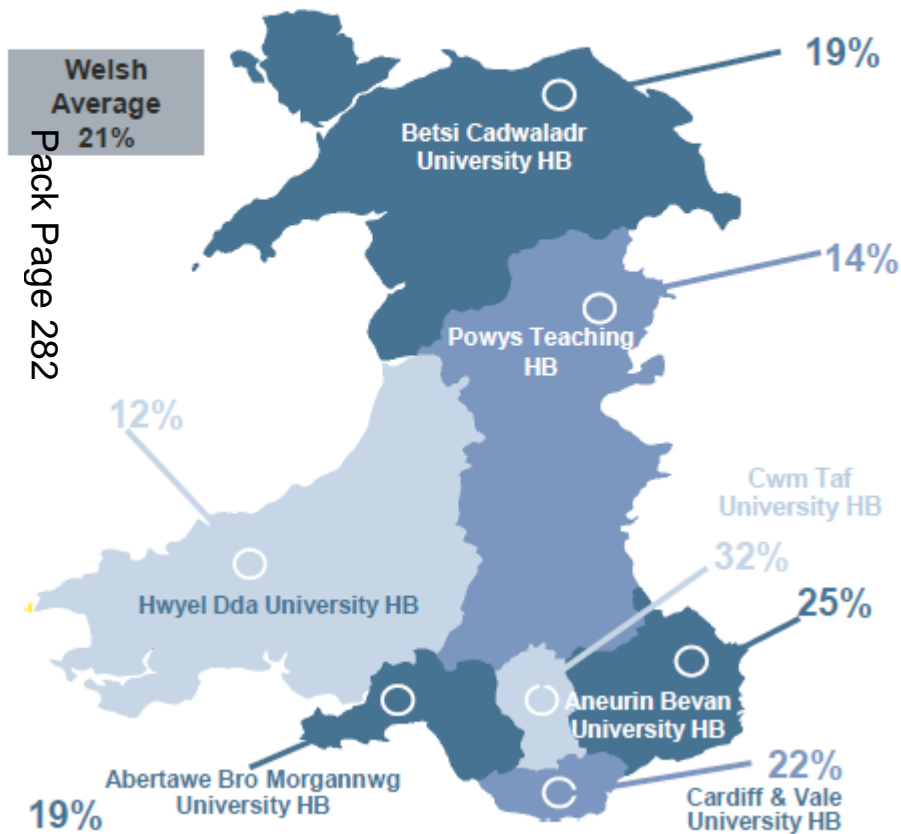 Welsh
Average
21%
Pack Page 282
19%
Betsi Cadwaladr
University HB
14%
Powys Teaching
HB
12%
Cwm Taf
University HB
32%
25%
Hwyel Dda University HB
Aneurin Bevan
University HB
Abertawe Bro Morgannwg
University HB
19%
22%
Cardiff & Vale
University HB